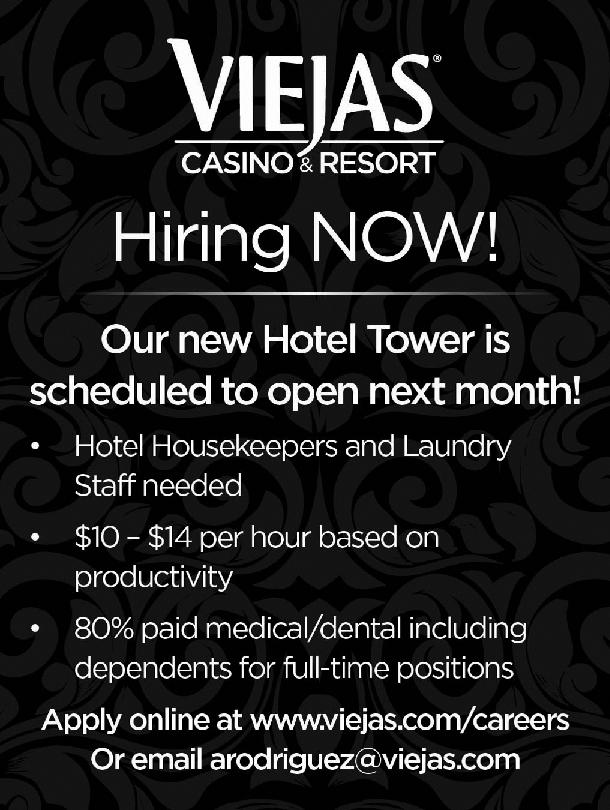 VIEJAS®
CASINO & RESORT
Hiring NOW!
Our new Hotel Tower is
scheduled to open next month!
• Hotel Housekeepers and Laundry
Staff needed
• $10 – $14 per hour based on
productivity
• 80% paid medical/dental including
dependents for full-time positions
Apply online at www.viejas.com/careers
Or email arodriguez@viejas.com